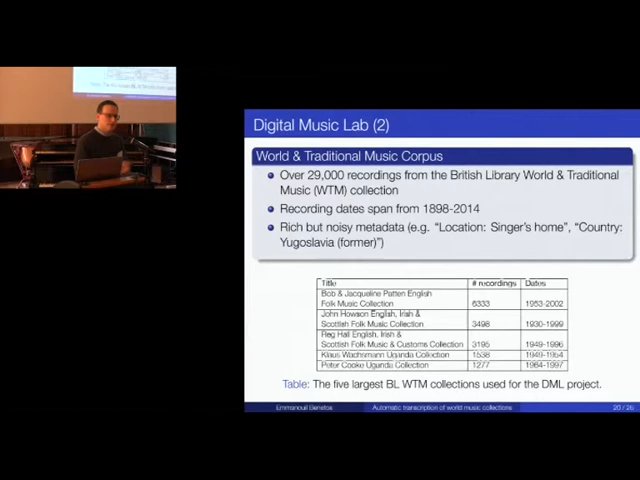 Digital Music Lab (2)
World & Traditional Music Corpus
Over 29,000 recordings from the British Library World & Traditional
Music (WTM) collection
Recording dates span from 1898-2014
Rich but noisy metadata (e.g. "Location: Singer's home", "Country:
Yugoslavia (former)")
Title # recordings Dates
Bob & Jacqueline Patten English
Folk Music Collection 6333 1953-2002
John Howson English, Irish &
Scottish Folk Music Collection 3498 1930-1999
Reg Hall English, Irish &
Scottish Folk Music & Customs Collection 3195 1949-1996
Klaus Wachsmann Uganda Collection 1538 1949-1954
Peter Cooke Uganda Collection 1277 1964-1997
Table: The five largest BL WTM collections used for the DML project.
Emmanouil Benetos Automatic transcription of world music collections 20 / 26